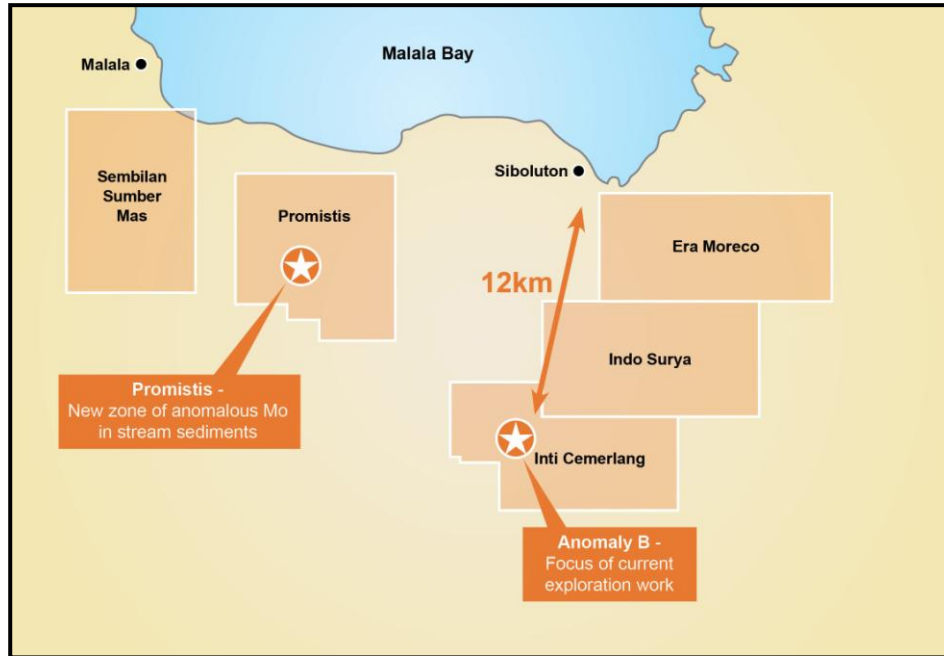 Malala Bay
Malala
Siboluton
Sembilan
Sumber
Mas
Promistis
Era Moreco
12km
Indo Surya
Promistis -
New zone of anomalous Mo
in stream sediments
Inti Cemerlang
Anomaly B -
Focus of current
exploration work